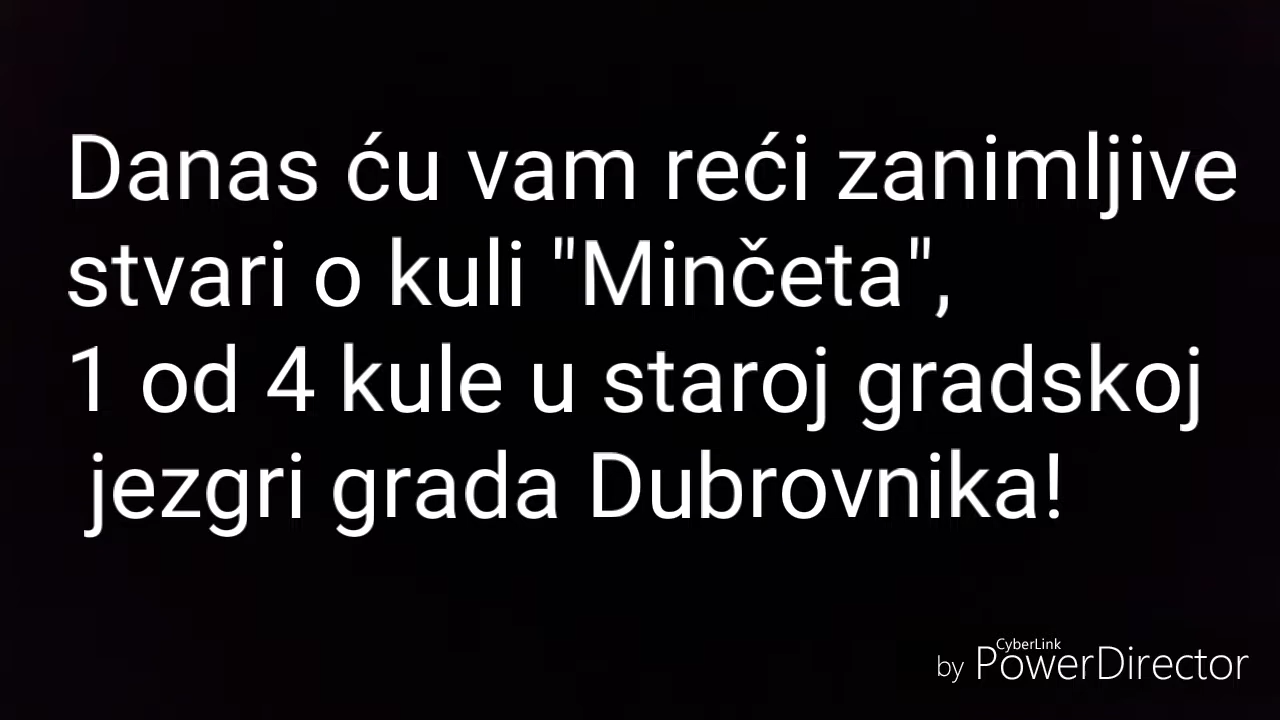 Danas ću vam reći zanimljive
stvari o kuli "Minčeta",
1 od 4 kule u staroj gradskoj
jezgri grada Dubrovnika!
CyberLink
by PowerDirector